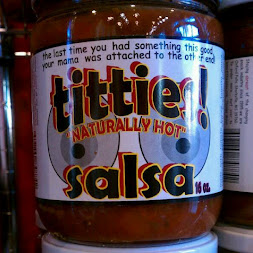 the last time you had something this good,
your mama was attached to the other end!
titties!
"NATURALLY HOT"
salsa
16 oz.